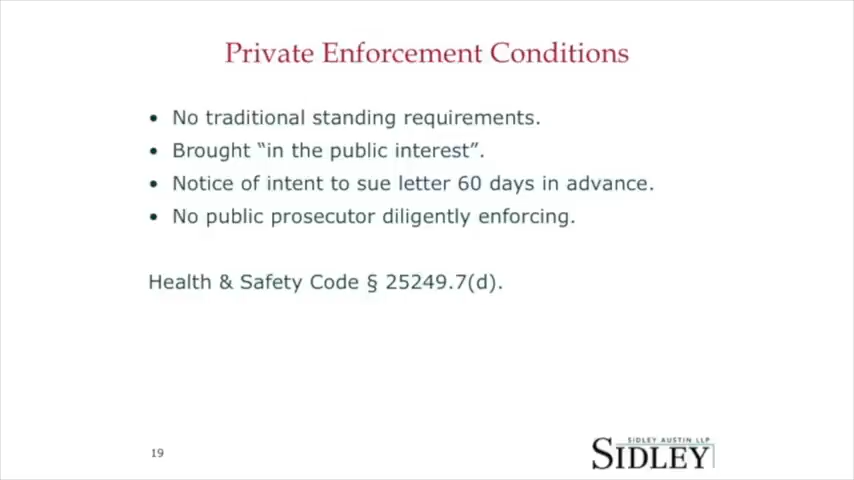 Private Enforcement Conditions
• No traditional standing requirements.
• Brought “in the public interest”.
• Notice of intent to sue letter 60 days in advance.
• No public prosecutor diligently enforcing.
Health & Safety Code § 25249.7(d).
19
SIDLEY AUSTIN LLP
SIDLEY